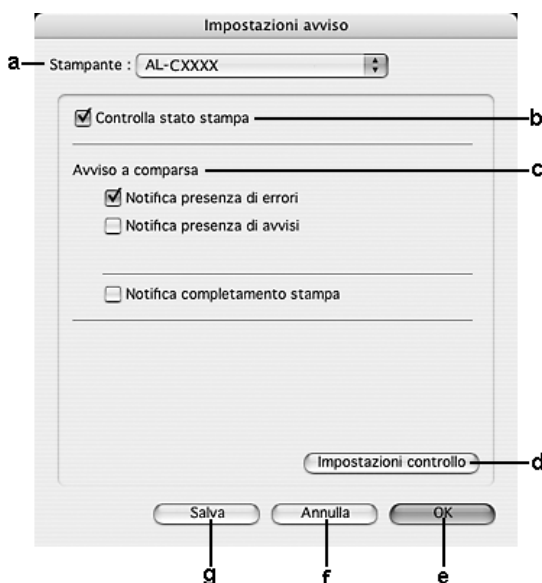 Impostazioni avviso
a Stampante : AL-CXXXX
Controlla stato stampa b
Avviso a comparsa c
Notifica presenza di errori
Notifica presenza di avvisi
Notifica completamento stampa
Impostazioni controllo d
Salva Annulla OK
g f e